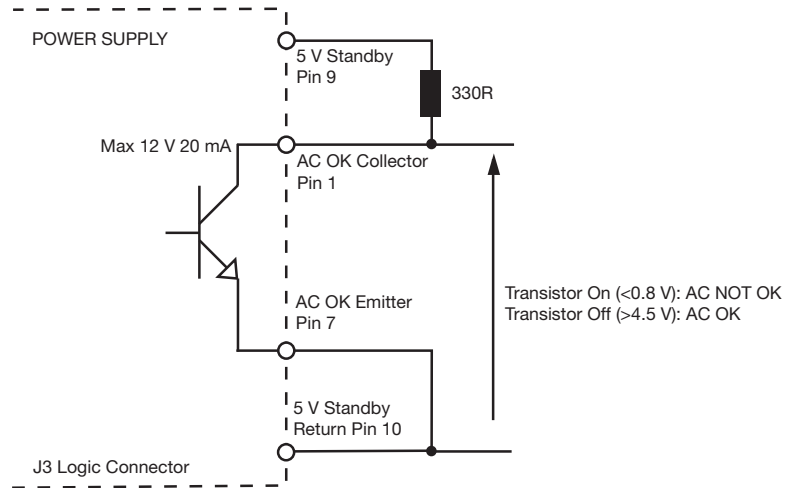 POWER SUPPLY
5 V Standby
Pin 9
330R
Max 12 V 20 mA
AC OK Collector
Pin 1
Transistor On (<0.8 V): AC NOT OK
Transistor Off (>4.5 V): AC OK
AC OK Emitter
Pin 7
5 V Standby
Return Pin 10
J3 Logic Connector